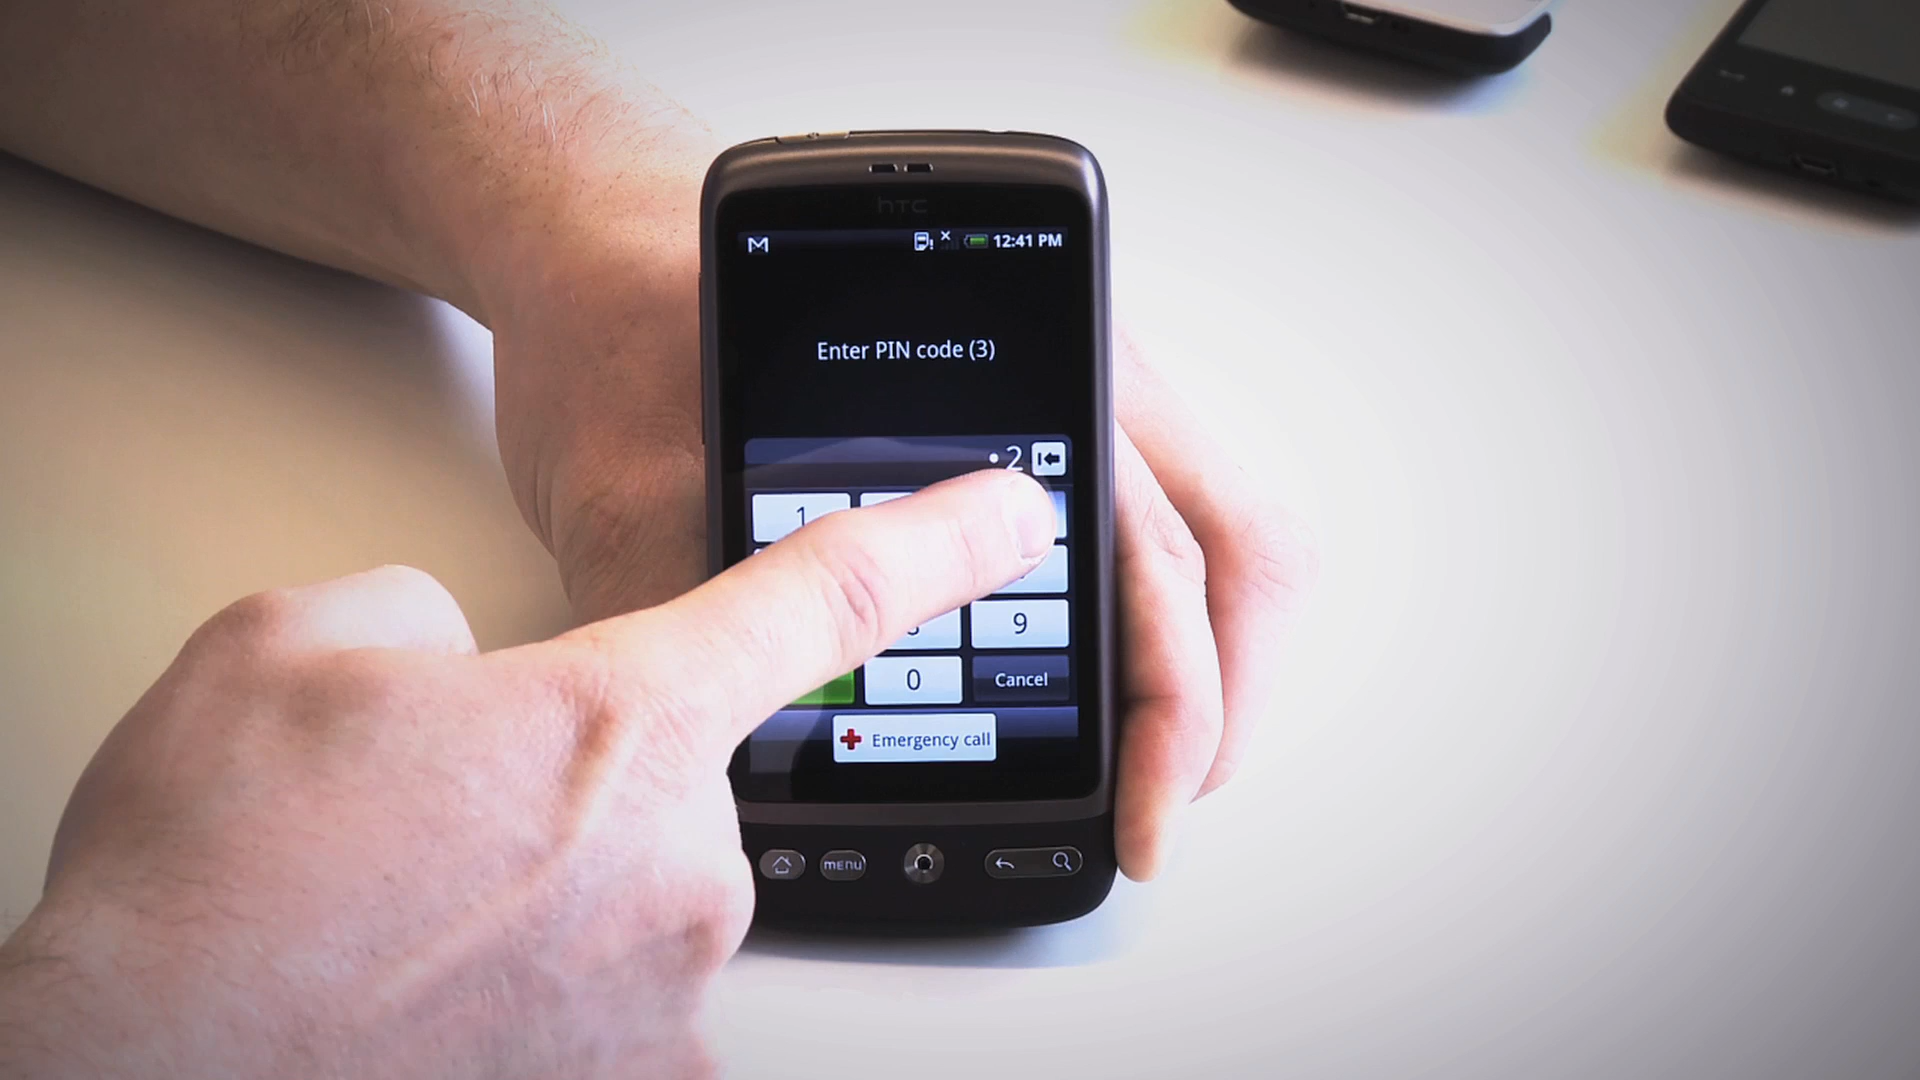 htc
12:41 PM
Enter PIN code (3)
2
1
9
0 Cancel
Emergency call
MENU